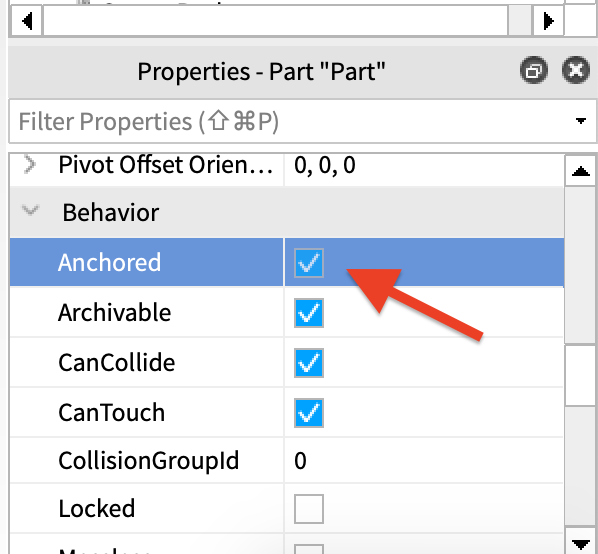 Properties - Part "Part"
Filter Properties (⇧⌘P)
Pivot Offset Orien... 0, 0, 0
Behavior
Anchored
Archivable
CanCollide
CanTouch
CollisionGroupId 0
Locked